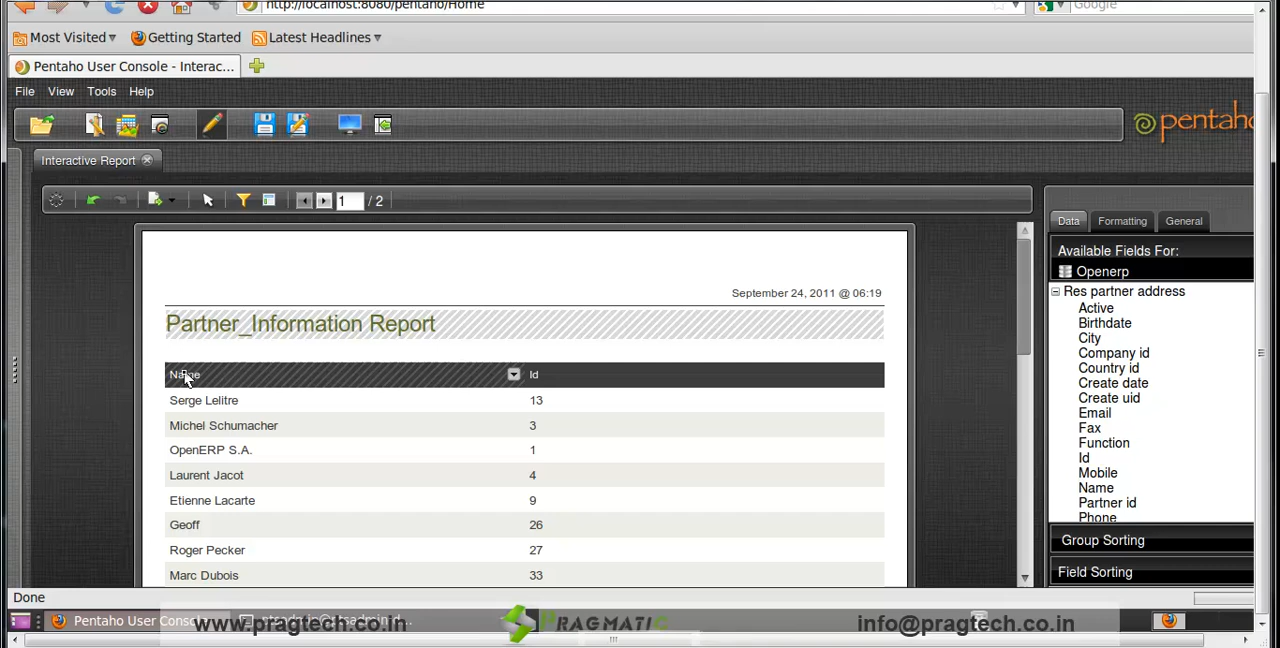 http://localhost:8080/pentaho/Home
Google
Most Visited
Getting Started
Latest Headlines
Pentaho User Console - Interac...
File View Tools Help
pentaho
Interactive Report
1 / 2
Data Formatting General
Available Fields For:
Openerp
Res partner address
Active
Birthdate
City
Company id
Country id
Create date
Create uid
Email
Fax
Function
Id
Mobile
Name
Partner id
Phone
Group Sorting
Field Sorting
September 24, 2011 @ 06:19
Partner_Information Report
Name Id
Serge Lelitre 13
Michel Schumacher 3
OpenERP S.A. 1
Laurent Jacot 4
Etienne Lacarte 9
Geoff 26
Roger Pecker 27
Marc Dubois 33
Done
Pentaho User Conso
www.pragtech.co.in
PRAGMATIC
info@pragtech.co.in